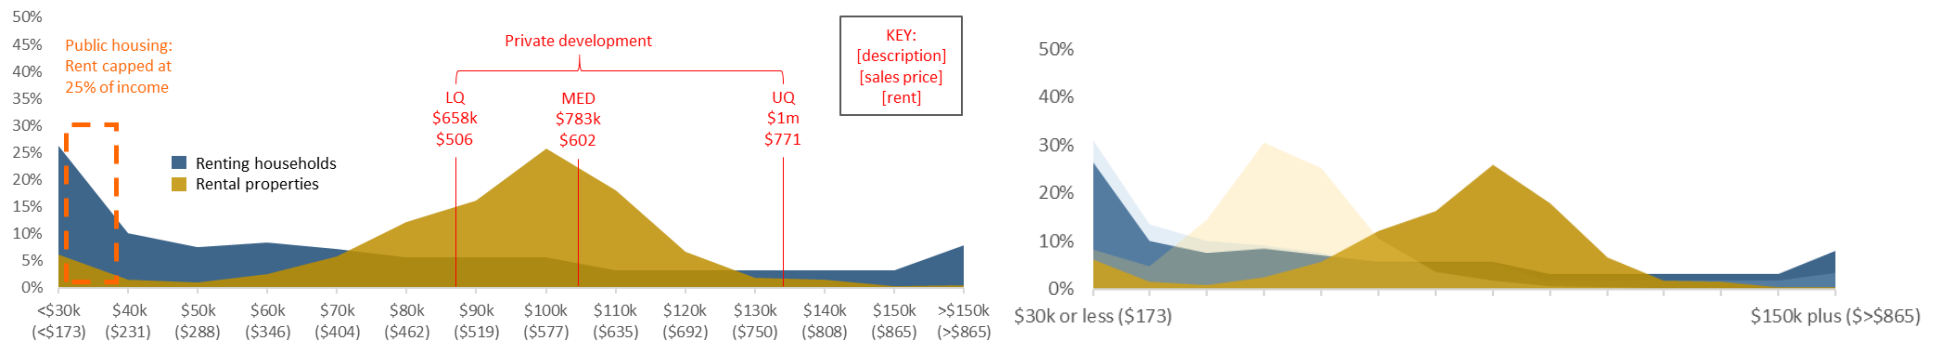 50%
45%
40%
35%
30%
25%
20%
15%
10%
5%
0%
Public housing:
Rent capped at
25% of income
Renting households
Rental properties
Private development
LQ
$658k
$506
MED
$783k
$602
UQ
$1m
$771
KEY:
[description]
[sales price]
[rent]
<$30k $40k $50k $60k $70k $80k $90k $100k $110k $120k $130k $140k $150k >$150k
(<$173) ($231) ($288) ($346) ($404) ($462) ($519) ($577) ($635) ($692) ($750) ($808) ($865) (>$865)
50%
40%
30%
20%
10%
0%
$30k or less ($173) $150k plus ($>$865)